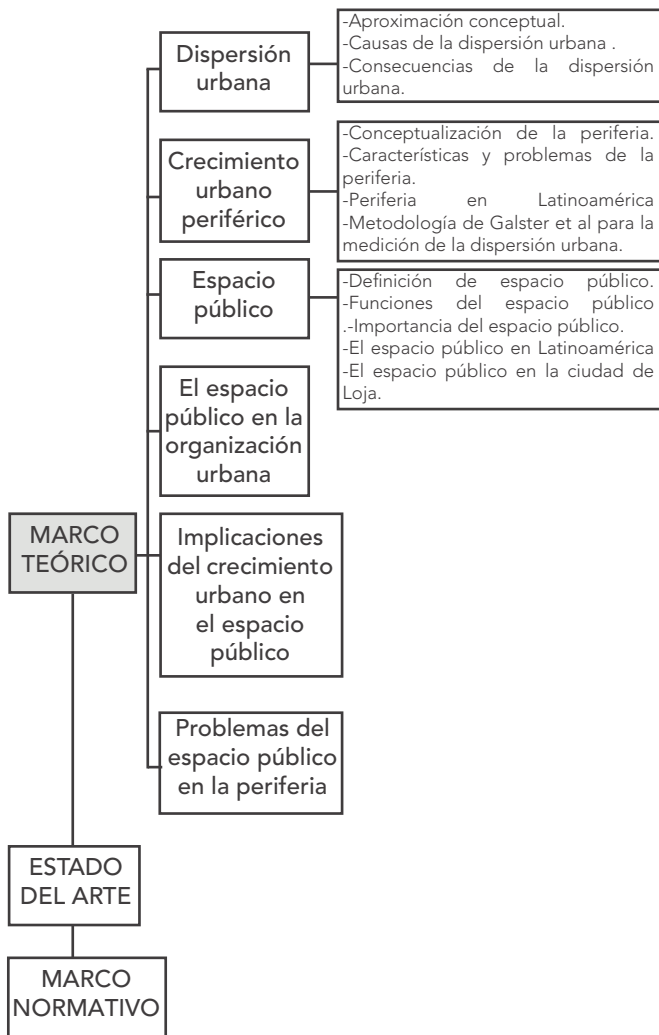 Dispersión
urbana
-Aproximación conceptual.
-Causas de la dispersión urbana .
-Consecuencias de la dispersión
urbana.
Crecimiento
urbano
periférico
-Conceptualización de la periferia.
-Características y problemas de la
periferia.
-Periferia en Latinoamérica
-Metodología de Galster et al para la
medición de la dispersión urbana.
Espacio
público
-Definición de espacio público.
-Funciones del espacio público
.-Importancia del espacio público.
-El espacio público en Latinoamérica
-El espacio público en la ciudad de
Loja.
El espacio
público en la
organización
urbana
MARCO
TEÓRICO
Implicaciones
del crecimiento
urbano en
el espacio
público
Problemas del
espacio público
en la periferia
ESTADO
DEL ARTE
MARCO
NORMATIVO